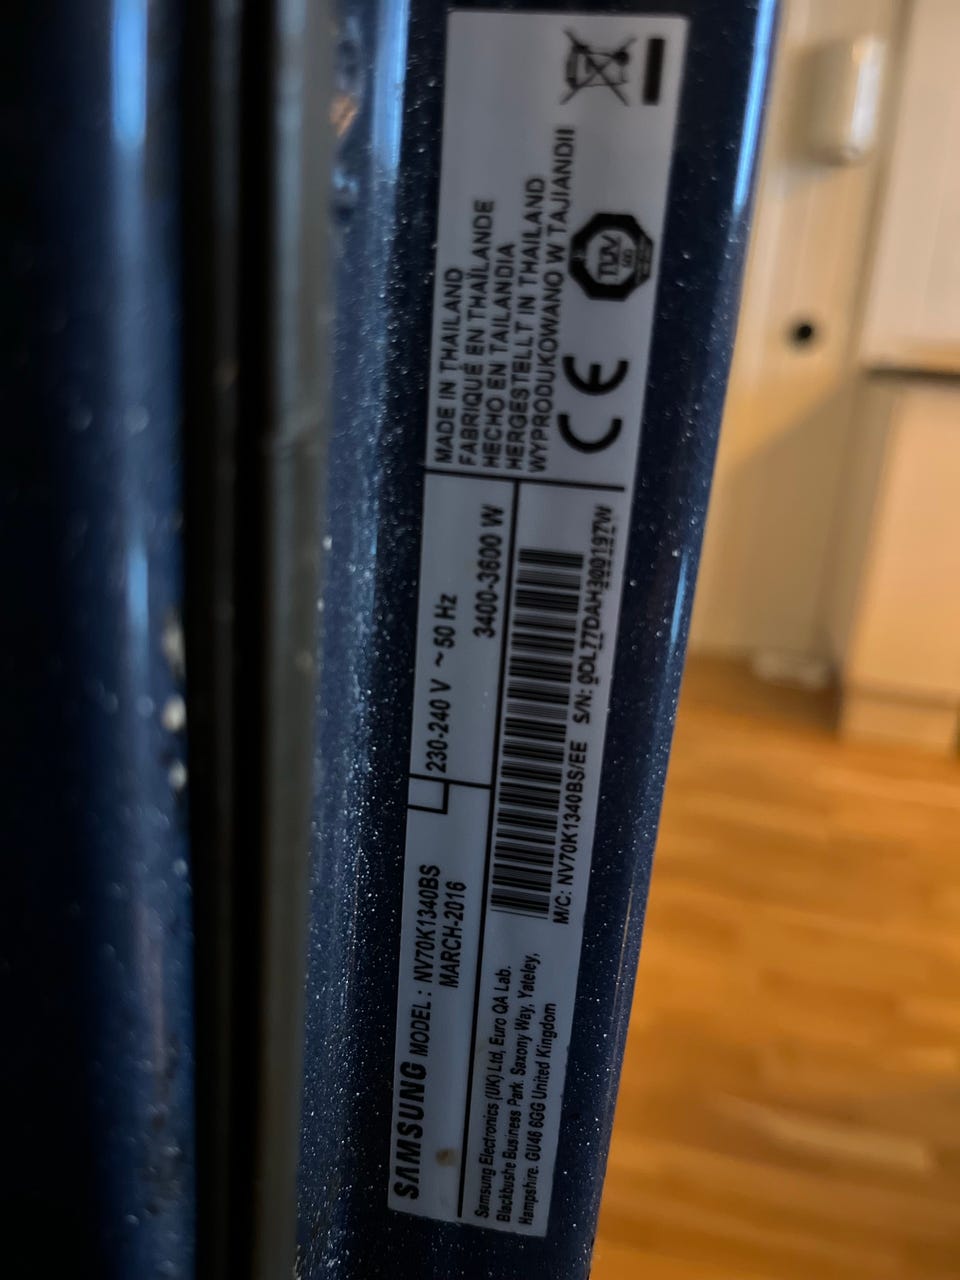 SAMSUNG MODEL : NV70K1340BS
MARCH-2016
230-240 V ~ 50 Hz
3400-3600 W
Samsung Electronics (UK) Ltd, Euro QA Lab.
Blackbushe Business Park. Saxony Way, Yateley,
Hampshire. GU46 6GG United Kingdom
M/C: NV70K1340BS/EE S/N: 0DL77DAH300197W
MADE IN THAILAND
FABRIQUÉ EN THAÏLANDE
HECHO EN TAILANDIA
HERGESTELLT IN THAILAND
WYPRODUKOWANO W TAJLANDII
CE
TÜV